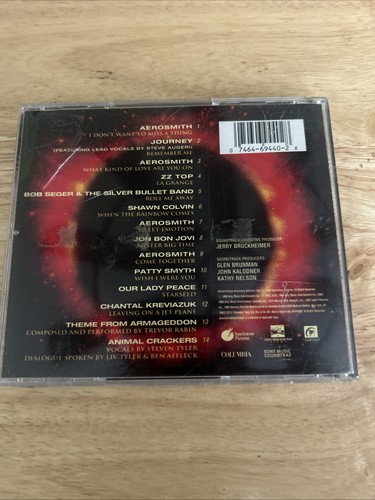 AEROSMITH 1
I DON'T WANT TO MISS A THING
JOURNEY 2
(FEATURING LEAD VOCALS BY STEVE AUGERI)
REMEMBER ME
AEROSMITH 3
WHAT KIND OF LOVE ARE YOU ON
ZZ TOP 4
LA GRANGE
BOB SEGER & THE SILVER BULLET BAND 5
ROLL ME AWAY
SHAWN COLVIN 6
WHEN THE RAINBOW COMES
AEROSMITH 7
SWEET EMOTION
JON BON JOVI 8
MISTER BIG TIME
AEROSMITH 9
COME TOGETHER
PATTY SMYTH 10
WISH I WERE YOU
OUR LADY PEACE 11
STARSEED
CHANTAL KREVIAZUK 12
LEAVING ON A JET PLANE
THEME FROM ARMAGEDDON 13
COMPOSED AND PERFORMED BY TREVOR RABIN
ANIMAL CRACKERS 14
VOCALS BY STEVEN TYLER
DIALOGUE SPOKEN BY LIV TYLER & BEN AFFLECK
0 7464-69440-2 8
SOUNDTRACK EXECUTIVE PRODUCER
JERRY BROCKHEIMER
SOUNDTRACK PRODUCERS
GLEN BRUNMAN
JOHN KALODNER
KATHY NELSON
COLUMBIA
SONY MUSIC
SOUNDTRAX